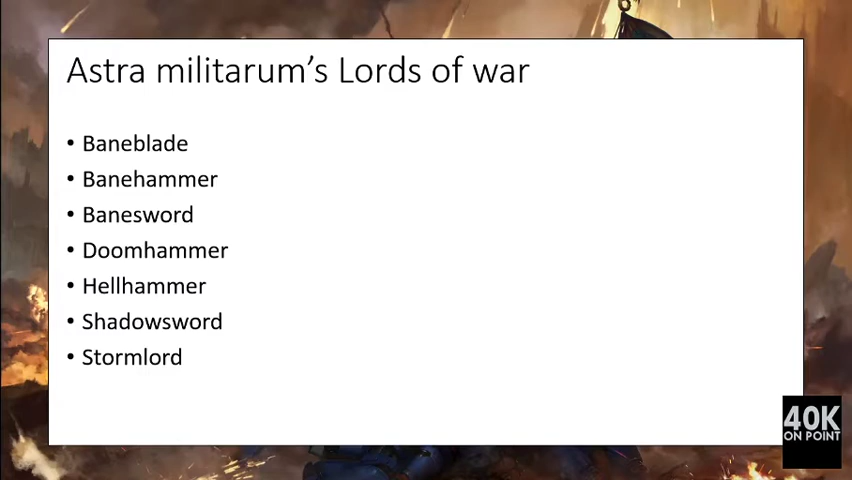 Astra militarum's Lords of war
• Baneblade
• Banehammer
• Banesword
• Doomhammer
• Hellhammer
• Shadowsword
• Stormlord
40K
ON POINT